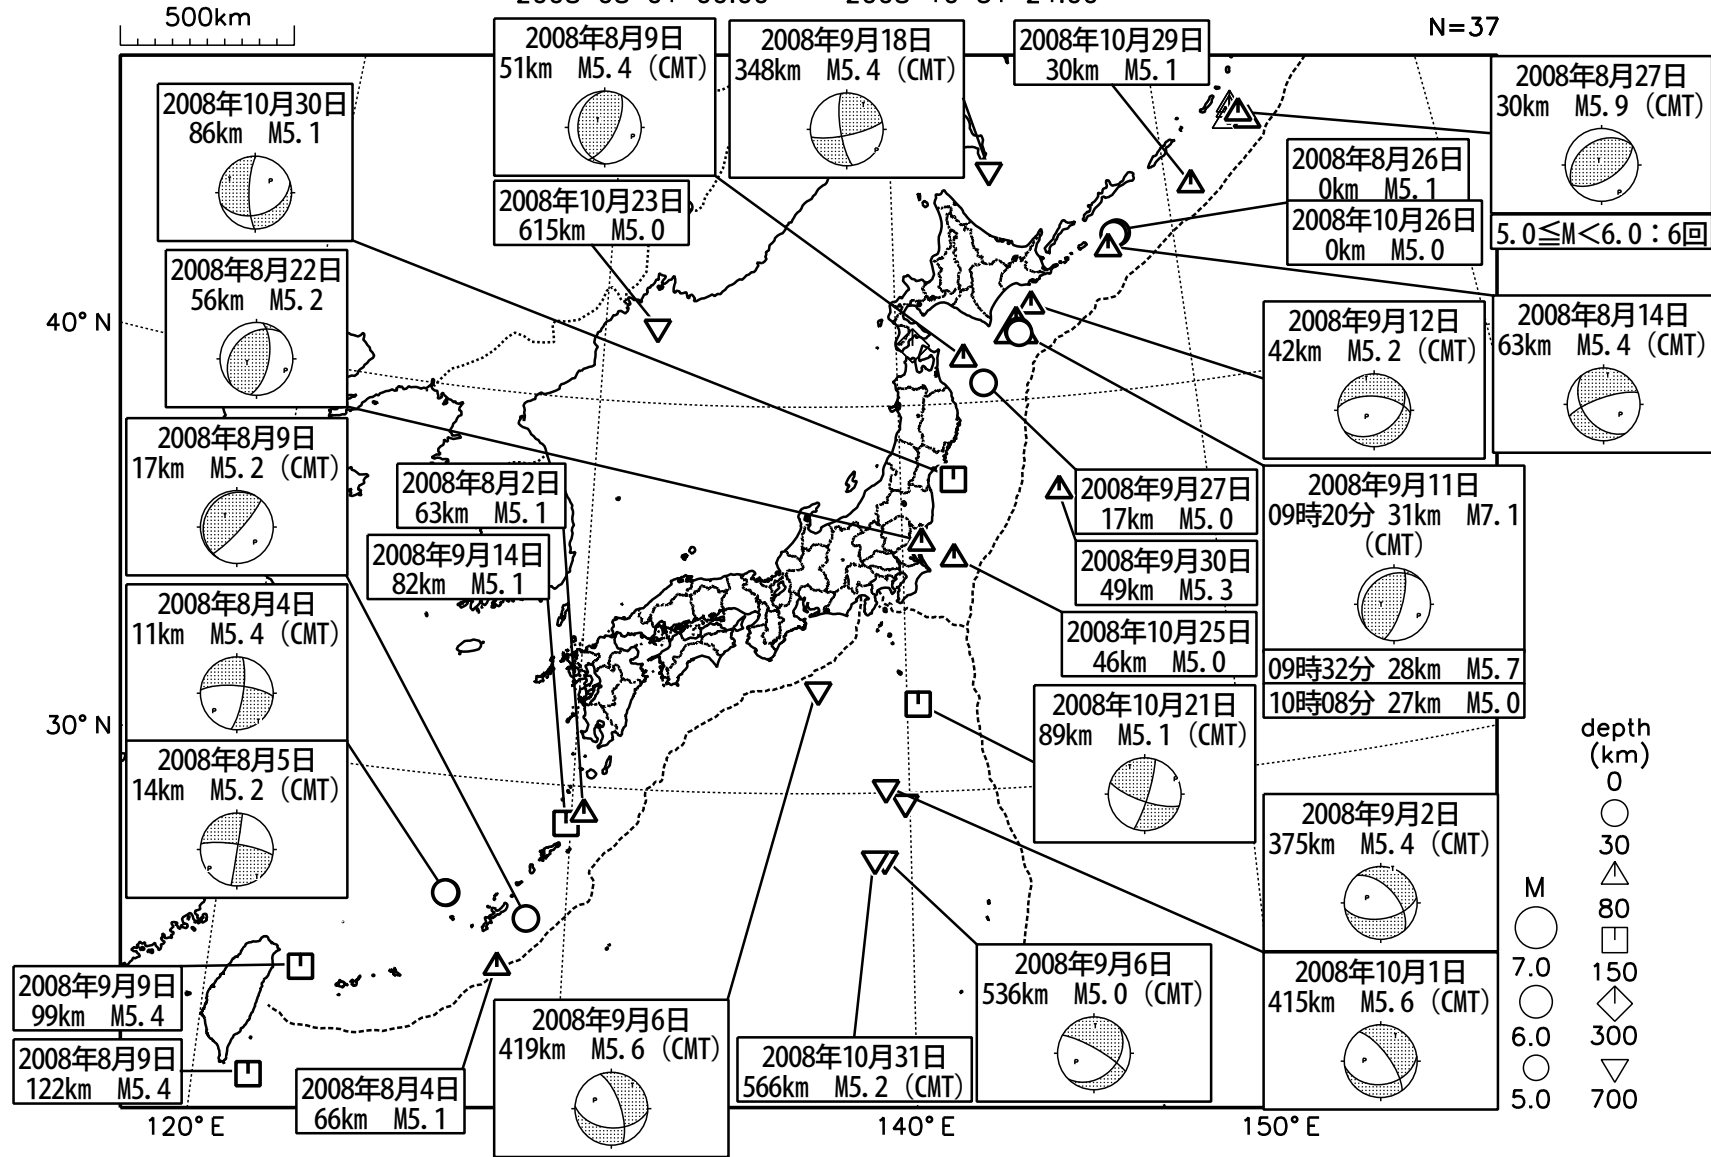 500km
N=37
2008年8月9日
51km M5.4 (CMT)
2008年9月18日
348km M5.4 (CMT)
2008年10月29日
30km M5.1
2008年8月27日
30km M5.9 (CMT)
5.0≦M<6.0:6回
2008年10月30日
86km M5.1
2008年10月23日
615km M5.0
2008年8月26日
0km M5.1
2008年10月26日
0km M5.0
2008年8月22日
56km M5.2
2008年9月12日
42km M5.2 (CMT)
2008年8月14日
63km M5.4 (CMT)
40°N
2008年8月9日
17km M5.2 (CMT)
2008年8月2日
63km M5.1
2008年9月14日
82km M5.1
2008年9月27日
17km M5.0
2008年9月30日
49km M5.3
2008年9月11日
09時20分 31km M7.1
(CMT)
09時32分 28km M5.7
10時08分 27km M5.0
2008年8月4日
11km M5.4 (CMT)
2008年10月25日
46km M5.0
30°N
2008年8月5日
14km M5.2 (CMT)
2008年10月21日
89km M5.1 (CMT)
2008年9月2日
375km M5.4 (CMT)
2008年10月1日
415km M5.6 (CMT)
2008年9月9日
99km M5.4
2008年8月9日
122km M5.4
2008年8月4日
66km M5.1
2008年9月6日
419km M5.6 (CMT)
2008年10月31日
566km M5.2 (CMT)
2008年9月6日
536km M5.0 (CMT)
M
7.0
6.0
5.0
depth
(km)
0
30
80
150
300
700
120°E
140°E
150°E